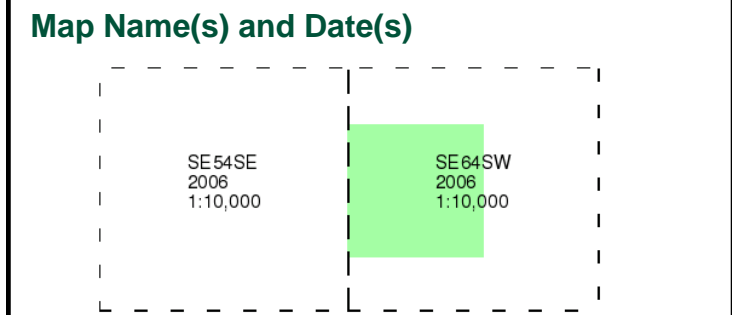 Map Name(s) and Date(s)
SE54SE
2006
1:10,000
SE64SW
2006
1:10,000